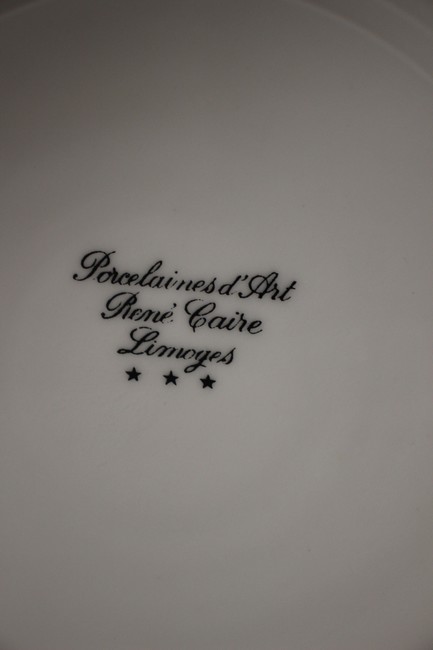 Porcelaines d'Art
René Caire
Limoges
★ ★ ★